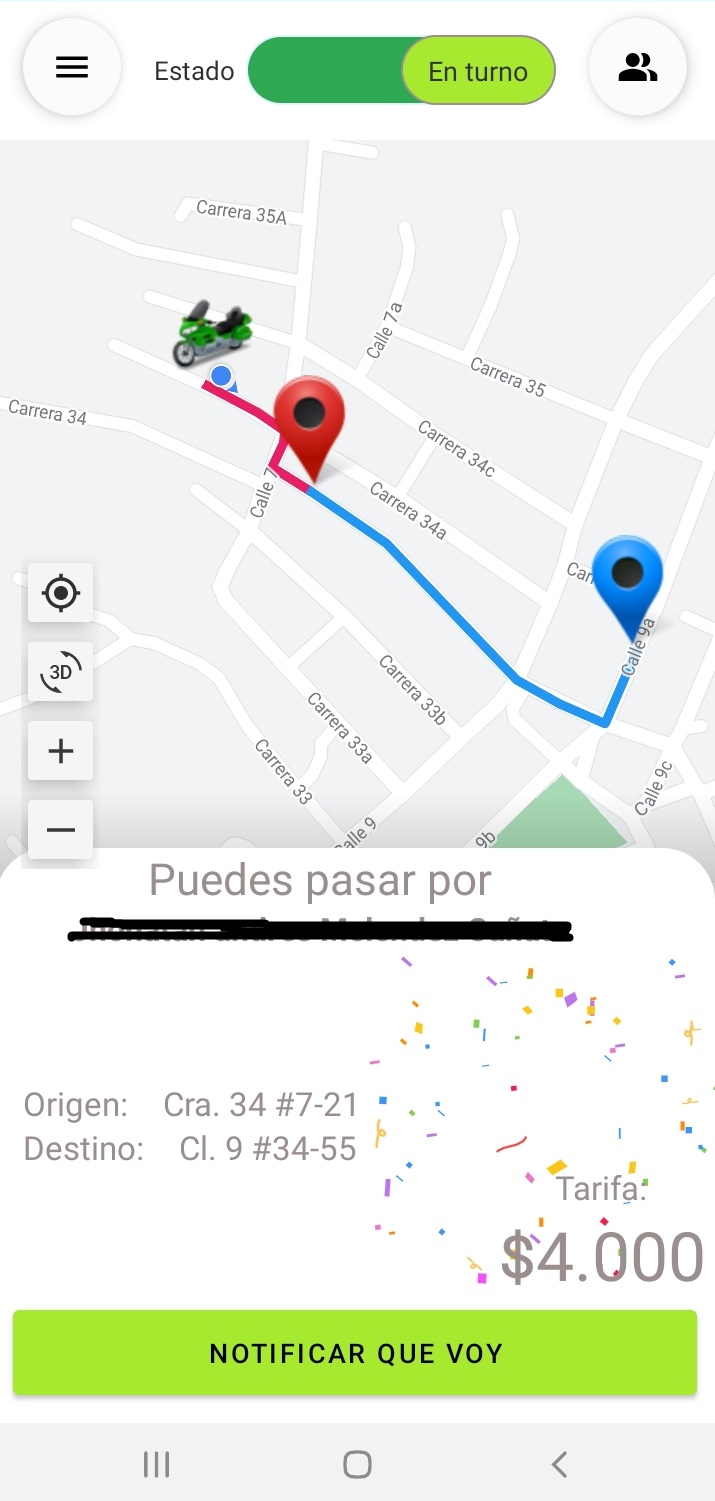 Estado En turno
Carrera 35A
Calle 7a
Carrera 35
Carrera 34
Carrera 34c
Calle 7
Carrera 34a
Calle 9a
3D
Carrera 33b
Carrera 33a
Carrera 33
Calle 9c
Calle 9
9b
Puedes pasar por
Origen: Cra. 34 #7-21
Destino: Cl. 9 #34-55
Tarifa:
$4.000
NOTIFICAR QUE VOY